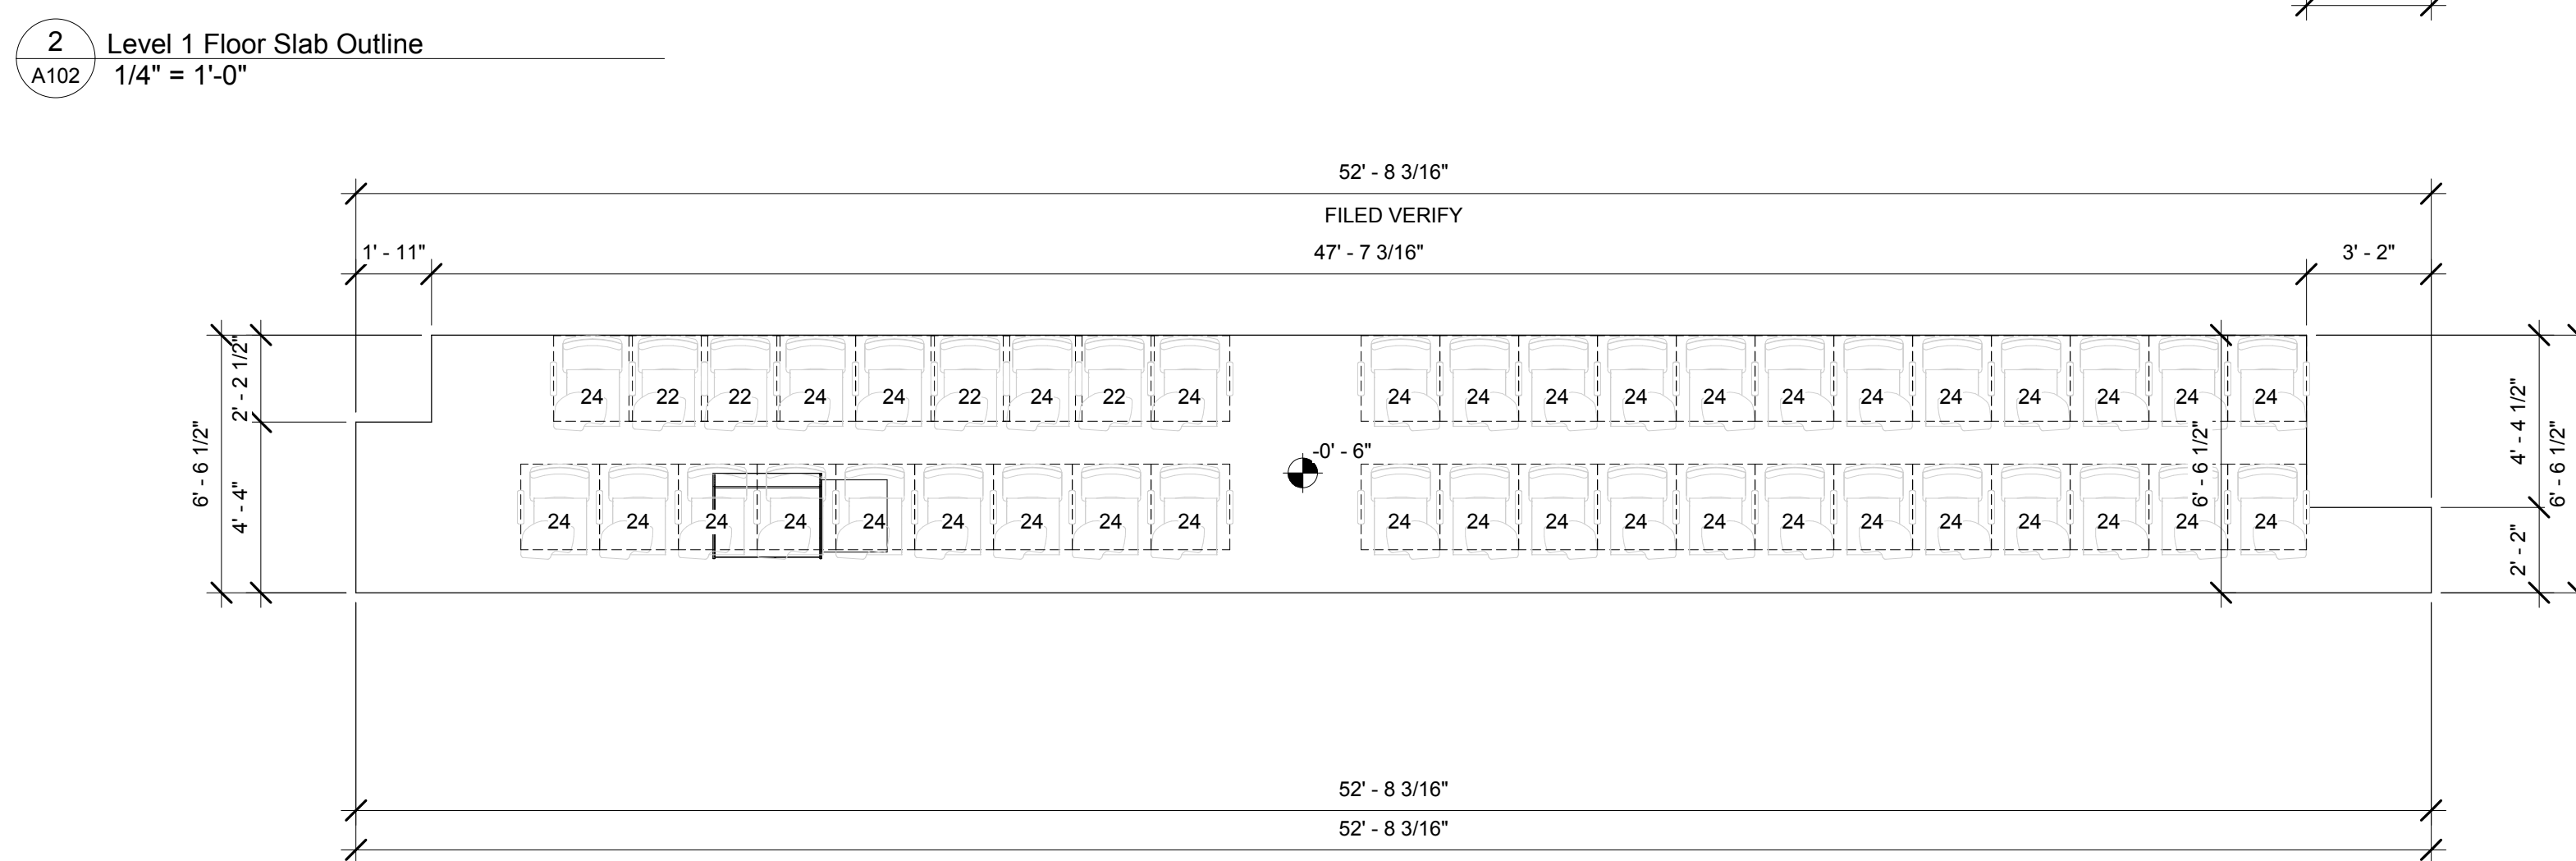 2
Level 1 Floor Slab Outline
A102
1/4" = 1'-0"
52' - 8 3/16"
FILED VERIFY
1' - 11"
47' - 7 3/16"
3' - 2"
2' - 2 1/2"
6' - 6 1/2"
4' - 4"
24 22 22 24 24 22 24 22 24
24 24 24 24 24 24 24 24 24 24 24 24
-0' - 6"
24 24 24 24 24 24 24 24 24
24 24 24 24 24 24 24 24 24 24 24 24
6' - 6 1/2"
4' - 4 1/2"
6' - 6 1/2"
2' - 2"
52' - 8 3/16"
52' - 8 3/16"